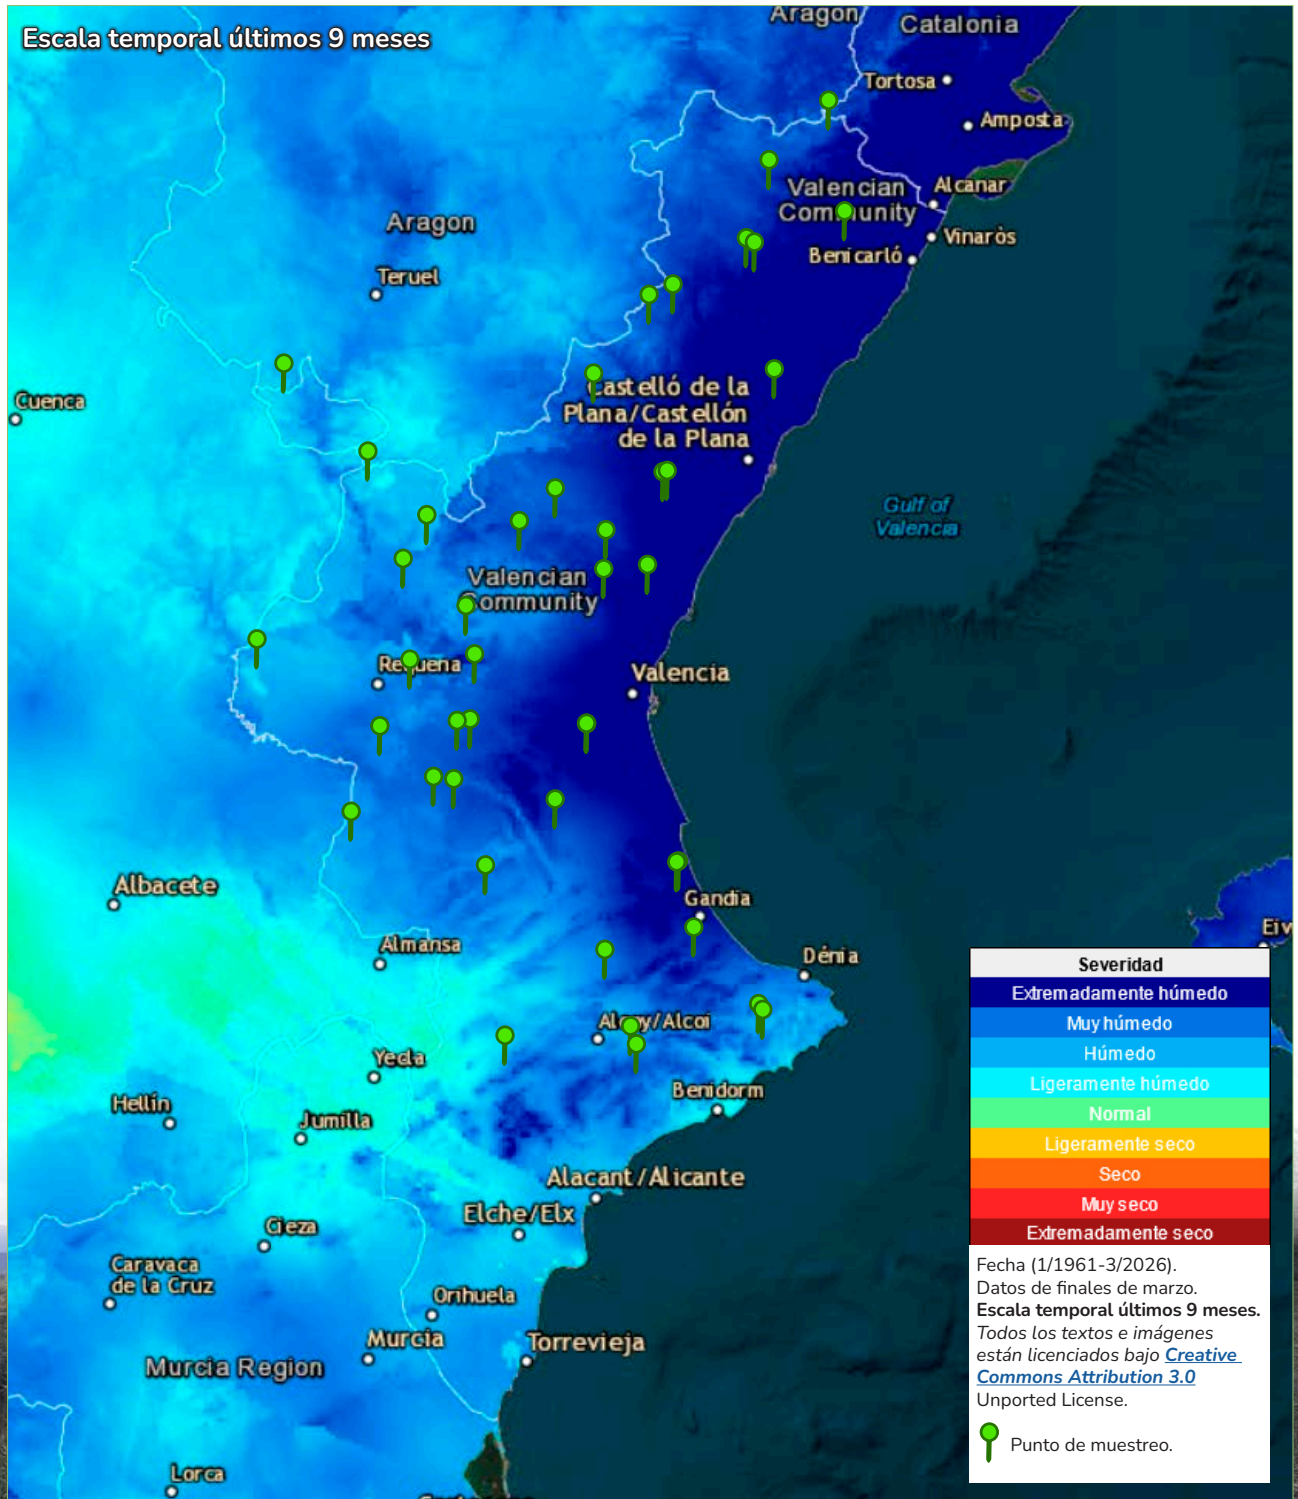 Escala temporal últimos 9 meses
Aragon
Catalonia
Tortosa
Amposta
Valencian
Community
Alcanar
Vinaròs
Benicarló
Aragon
Teruel
Cuenca
Castelló de la
Plana/Castellón
de la Plana
Gulf of
Valencia
Valencian
Community
Requena
Valencia
Albacete
Gandia
Almansa
Dénia
Alcoy/Alcoi
Yecla
Benidorm
Hellín
Jumilla
Alacant/Alicante
Elche/Elx
Cieza
Caravaca
de la Cruz
Orihuela
Murcia
Torrevieja
Murcia Region
Lorca
Eiv
Severidad
Extremadamente húmedo
Muy húmedo
Húmedo
Ligeramente húmedo
Normal
Ligeramente seco
Seco
Muy seco
Extremadamente seco
Fecha (1/1961-3/2026).
Datos de finales de marzo.
Escala temporal últimos 9 meses.
Todos los textos e imágenes
están licenciados bajo Creative
Commons Attribution 3.0
Unported License.
Punto de muestreo.